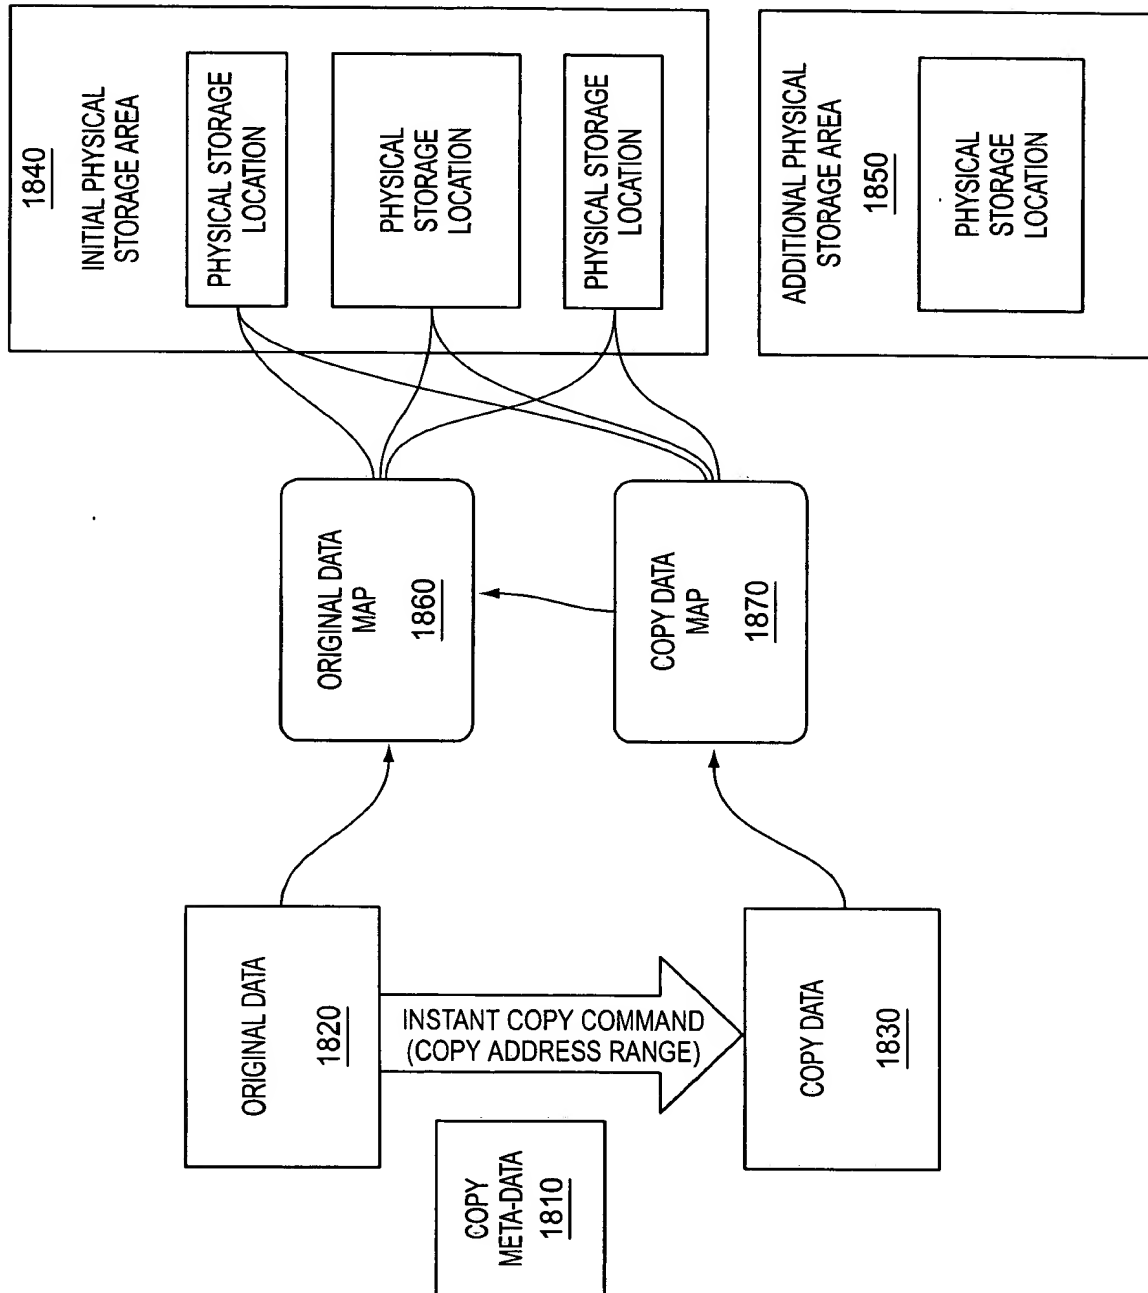 COPY
META-DATA
1810
ORIGINAL DATA
1820
INSTANT COPY COMMAND
(COPY ADDRESS RANGE)
COPY DATA
1830
ORIGINAL DATA
MAP
1860
COPY DATA
MAP
1870
1840
INITIAL PHYSICAL
STORAGE AREA
PHYSICAL STORAGE
LOCATION
PHYSICAL
STORAGE
LOCATION
PHYSICAL STORAGE
LOCATION
ADDITIONAL PHYSICAL
STORAGE AREA
1850
PHYSICAL
STORAGE
LOCATION